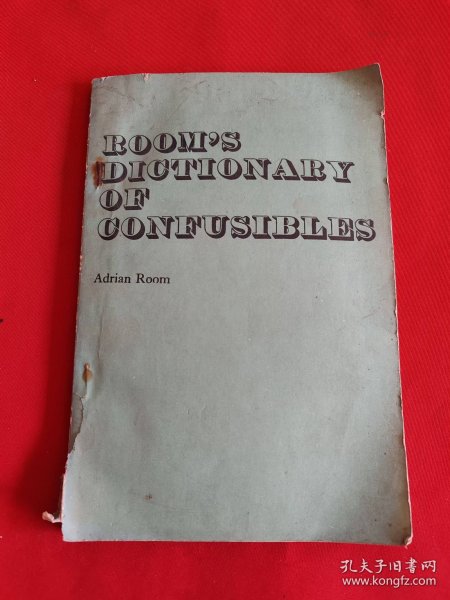 ROOM'S
DICTIONARY
OF
CONFUSIBLES
Adrian Room
孔夫子旧书网
www.kongfz.com